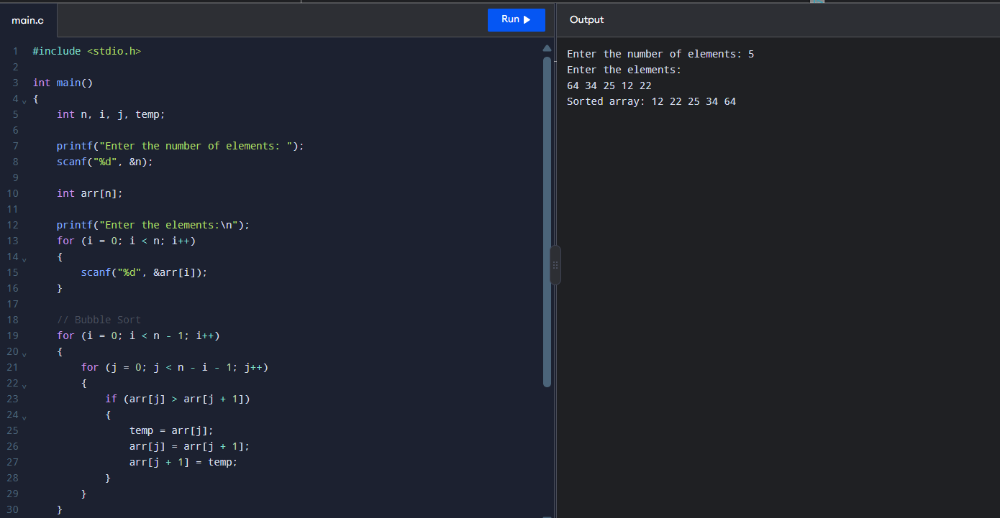 main.c
Run
Output
1 #include <stdio.h>
2
3 int main()
4 {
5     int n, i, j, temp;
6
7     printf("Enter the number of elements: ");
8     scanf("%d", &n);
9
10     int arr[n];
11
12     printf("Enter the elements:\n");
13     for (i = 0; i < n; i++)
14     {
15         scanf("%d", &arr[i]);
16     }
17
18     // Bubble Sort
19     for (i = 0; i < n - 1; i++)
20     {
21         for (j = 0; j < n - i - 1; j++)
22         {
23             if (arr[j] > arr[j + 1])
24             {
25                 temp = arr[j];
26                 arr[j] = arr[j + 1];
27                 arr[j + 1] = temp;
28             }
29         }
30     }
Enter the number of elements: 5
Enter the elements:
64 34 25 12 22
Sorted array: 12 22 25 34 64